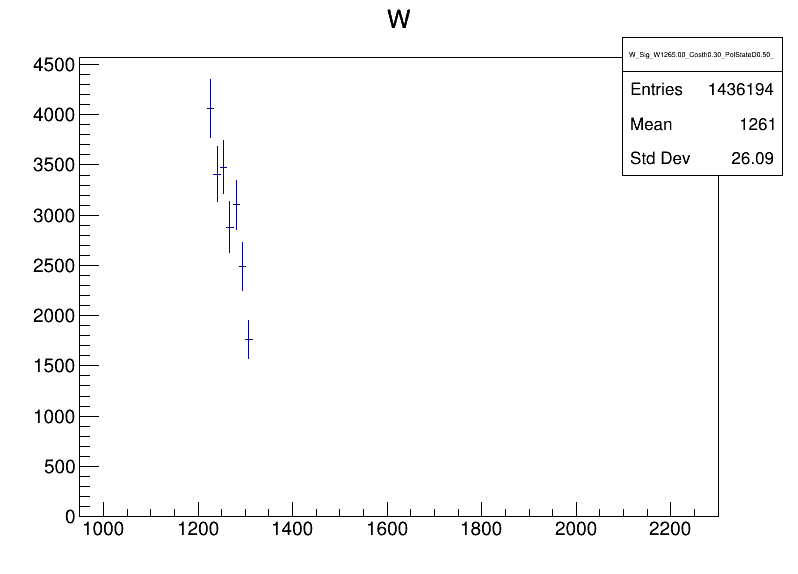 W
W_Sig_W1265.00_Costh0.30_PolStateD0.50_
Entries 1436194
Mean 1261
Std Dev 26.09
4500
4000
3500
3000
2500
2000
1500
1000
500
0
1000 1200 1400 1600 1800 2000 2200